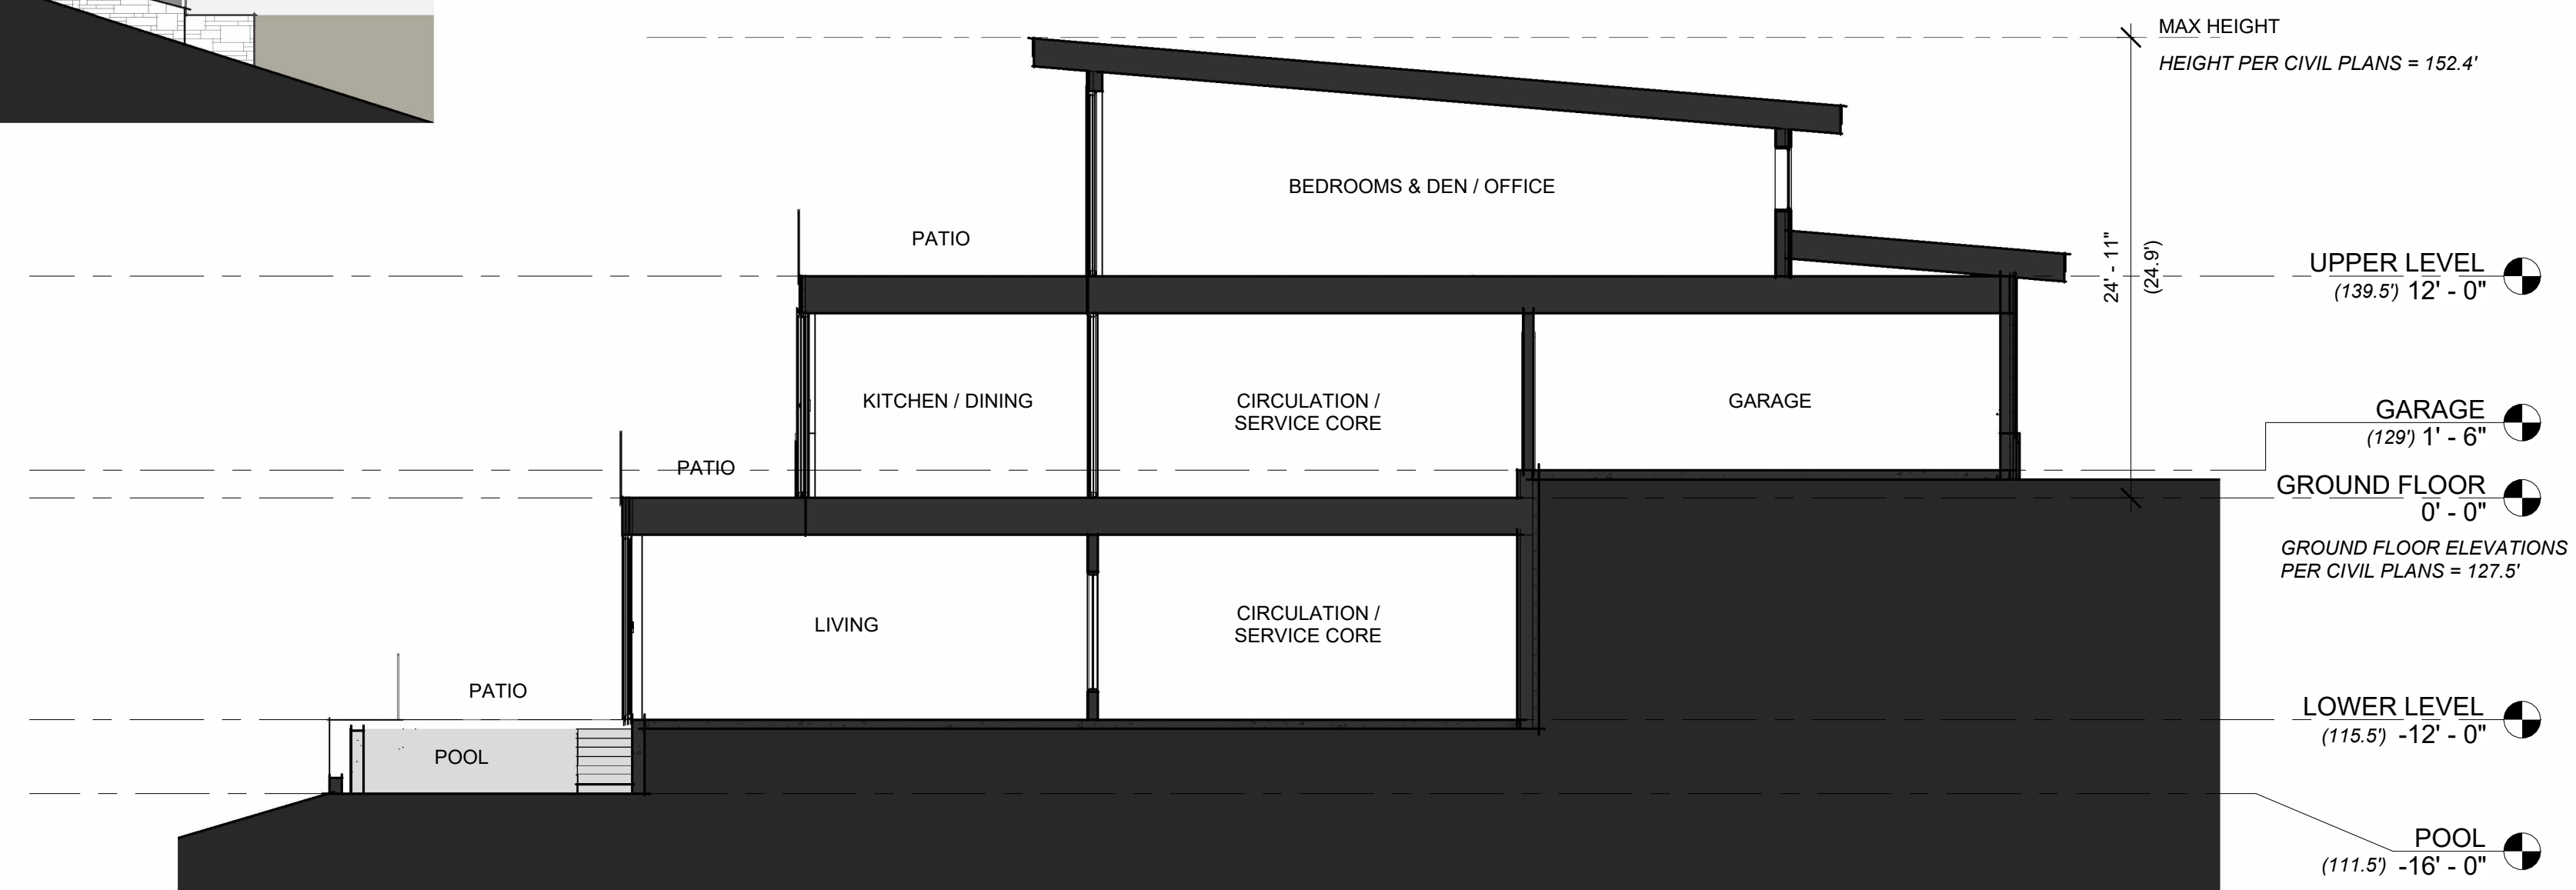 MAX HEIGHT
HEIGHT PER CIVIL PLANS = 152.4'
BEDROOMS & DEN / OFFICE
PATIO
24' - 11"
(24.9')
UPPER LEVEL
(139.5') 12' - 0"
KITCHEN / DINING
CIRCULATION /
SERVICE CORE
GARAGE
GARAGE
(129') 1' - 6"
PATIO
GROUND FLOOR
0' - 0"
GROUND FLOOR ELEVATIONS
PER CIVIL PLANS = 127.5'
LIVING
CIRCULATION /
SERVICE CORE
PATIO
LOWER LEVEL
(115.5') -12' - 0"
POOL
POOL
(111.5') -16' - 0"